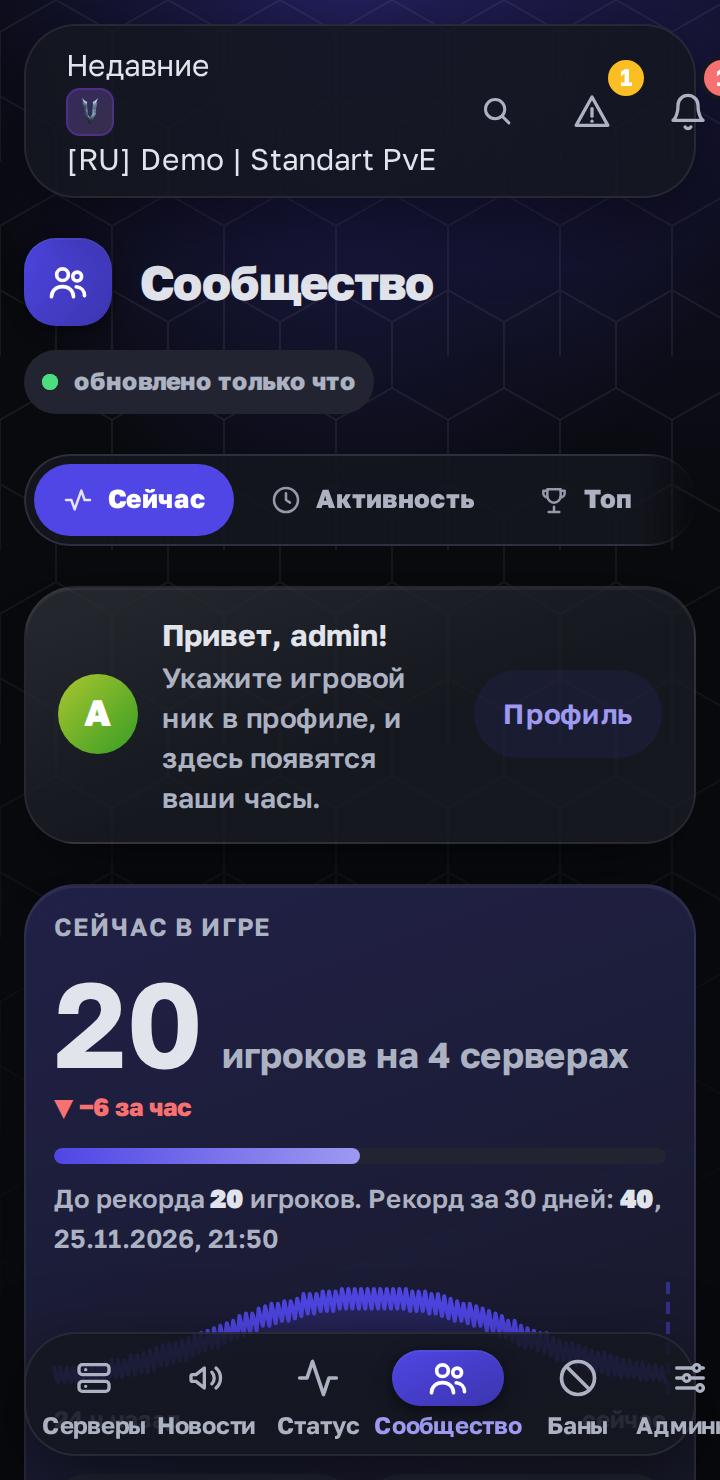 Недавние
1
[RU] Demo | Standart PvE
Сообщество
обновлено только что
Сейчас
Активность
Топ
Привет, admin!
Укажите игровой
ник в профиле, и
здесь появятся
ваши часы.
A
Профиль
СЕЙЧАС В ИГРЕ
20 игроков на 4 серверах
▼ −6 за час
До рекорда 20 игроков. Рекорд за 30 дней: 40,
25.11.2026, 21:50
Серверы
Новости
Статус
Сообщество
Баны